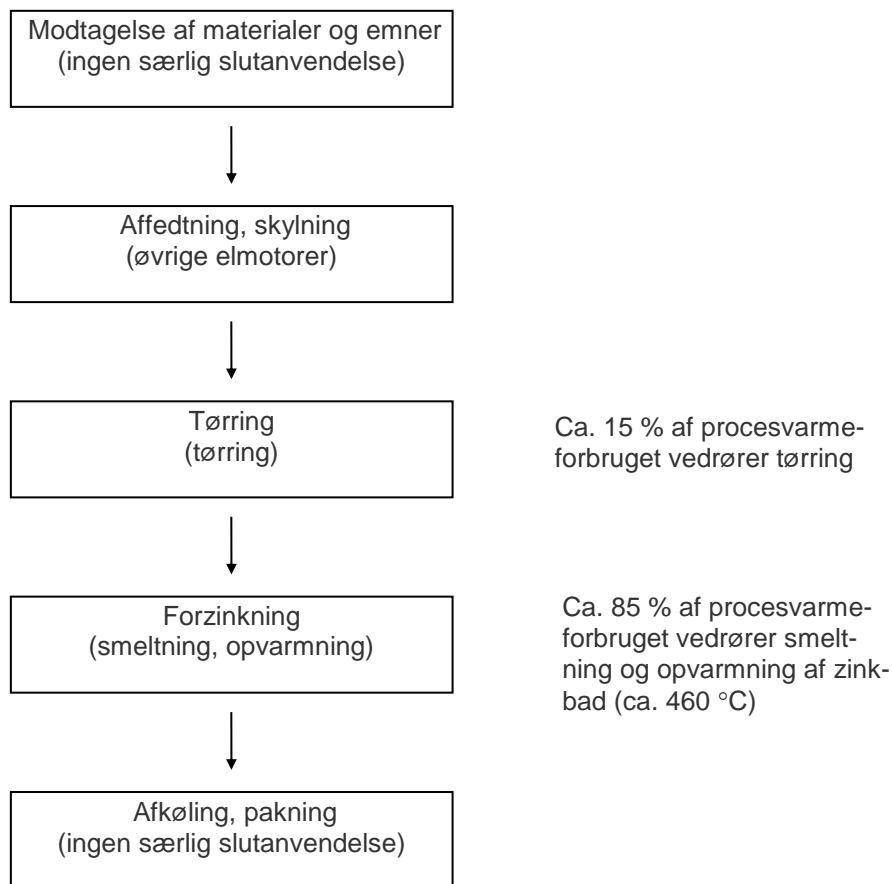 Modtagelse af materialer og emner
(ingen særlig slutanvendelse)
Affedtning, skylning
(øvrige elmotorer)
Tørring
(tørring)
Ca. 15 % af procesvarme-
forbruget vedrører tørring
Forzinkning
(smeltning, opvarmning)
Ca. 85 % af procesvarme-
forbruget vedrører smelt-
ning og opvarmning af zink-
bad (ca. 460 °C)
Afkøling, pakning
(ingen særlig slutanvendelse)